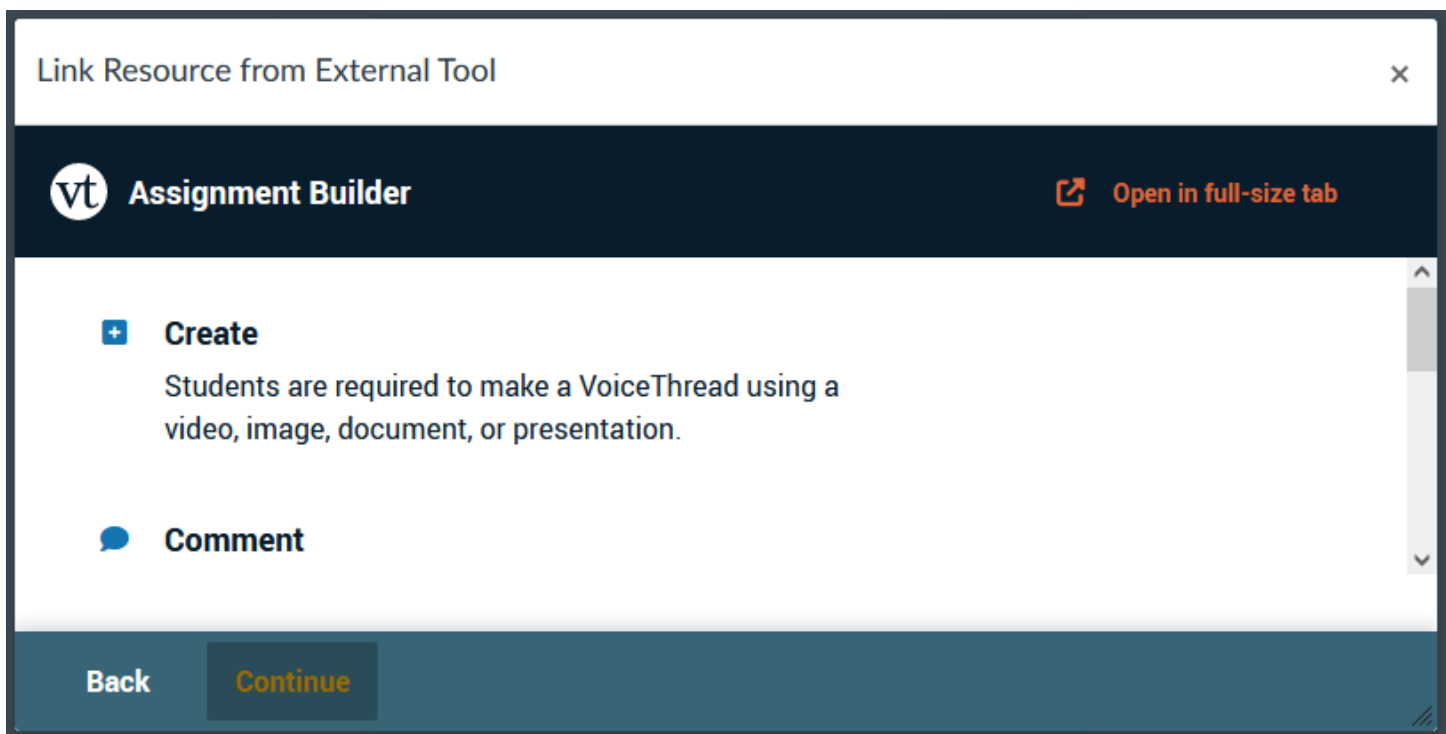 Link Resource from External Tool ×
vt Assignment Builder Open in full-size tab
Create
Students are required to make a VoiceThread using a
video, image, document, or presentation.
Comment
Back Continue